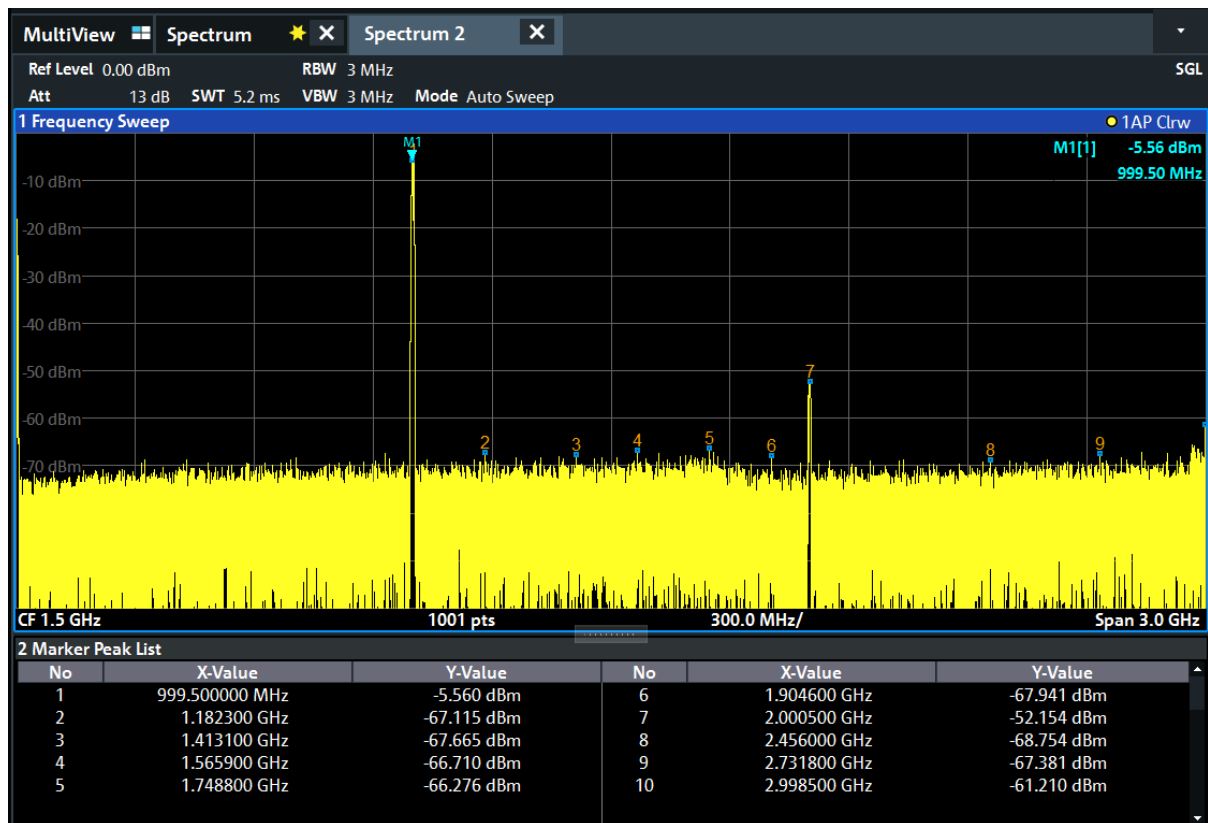 MultiView Spectrum Spectrum 2
Ref Level 0.00 dBm RBW 3 MHz SGL
Att 13 dB SWT 5.2 ms VBW 3 MHz Mode Auto Sweep
1 Frequency Sweep 1AP Clrw
M1
M1[1] -5.56 dBm
999.50 MHz
-10 dBm
-20 dBm
-30 dBm
-40 dBm
-50 dBm
7
-60 dBm
2 3 4 5 6 8 9
-70 dBm
CF 1.5 GHz 1001 pts 300.0 MHz/ Span 3.0 GHz
2 Marker Peak List
No X-Value Y-Value No X-Value Y-Value
1 999.500000 MHz -5.560 dBm 6 1.904600 GHz -67.941 dBm
2 1.182300 GHz -67.115 dBm 7 2.000500 GHz -52.154 dBm
3 1.413100 GHz -67.665 dBm 8 2.456000 GHz -68.754 dBm
4 1.565900 GHz -66.710 dBm 9 2.731800 GHz -67.381 dBm
5 1.748800 GHz -66.276 dBm 10 2.998500 GHz -61.210 dBm